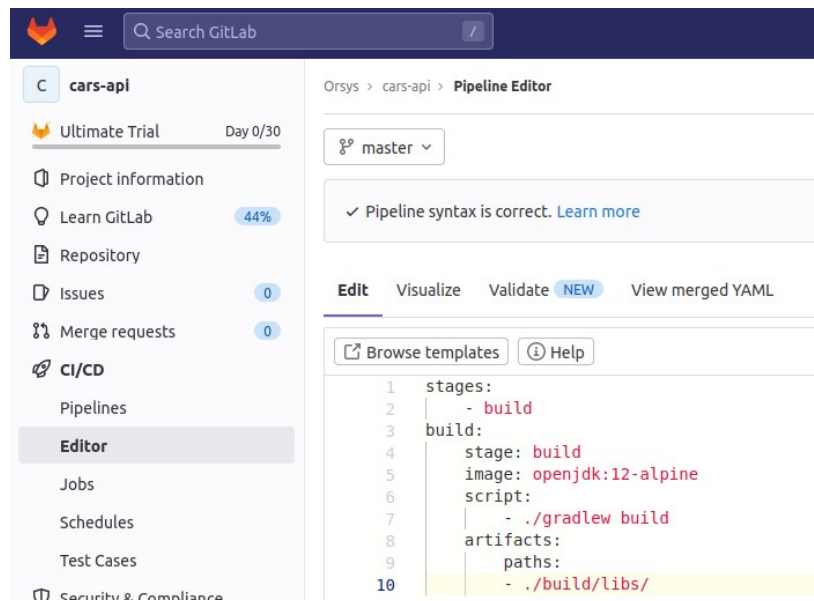 Search GitLab /
C cars-api
Ultimate Trial Day 0/30
Project information
Learn GitLab 44%
Repository
Issues 0
Merge requests 0
CI/CD
Pipelines
Editor
Jobs
Schedules
Test Cases
Security & Compliance
Orsys > cars-api > Pipeline Editor
master
Pipeline syntax is correct. Learn more
Edit Visualize Validate NEW View merged YAML
Browse templates Help
1 stages:
2 - build
3 build:
4 stage: build
5 image: openjdk:12-alpine
6 script:
7 - ./gradlew build
8 artifacts:
9 paths:
10 - ./build/libs/